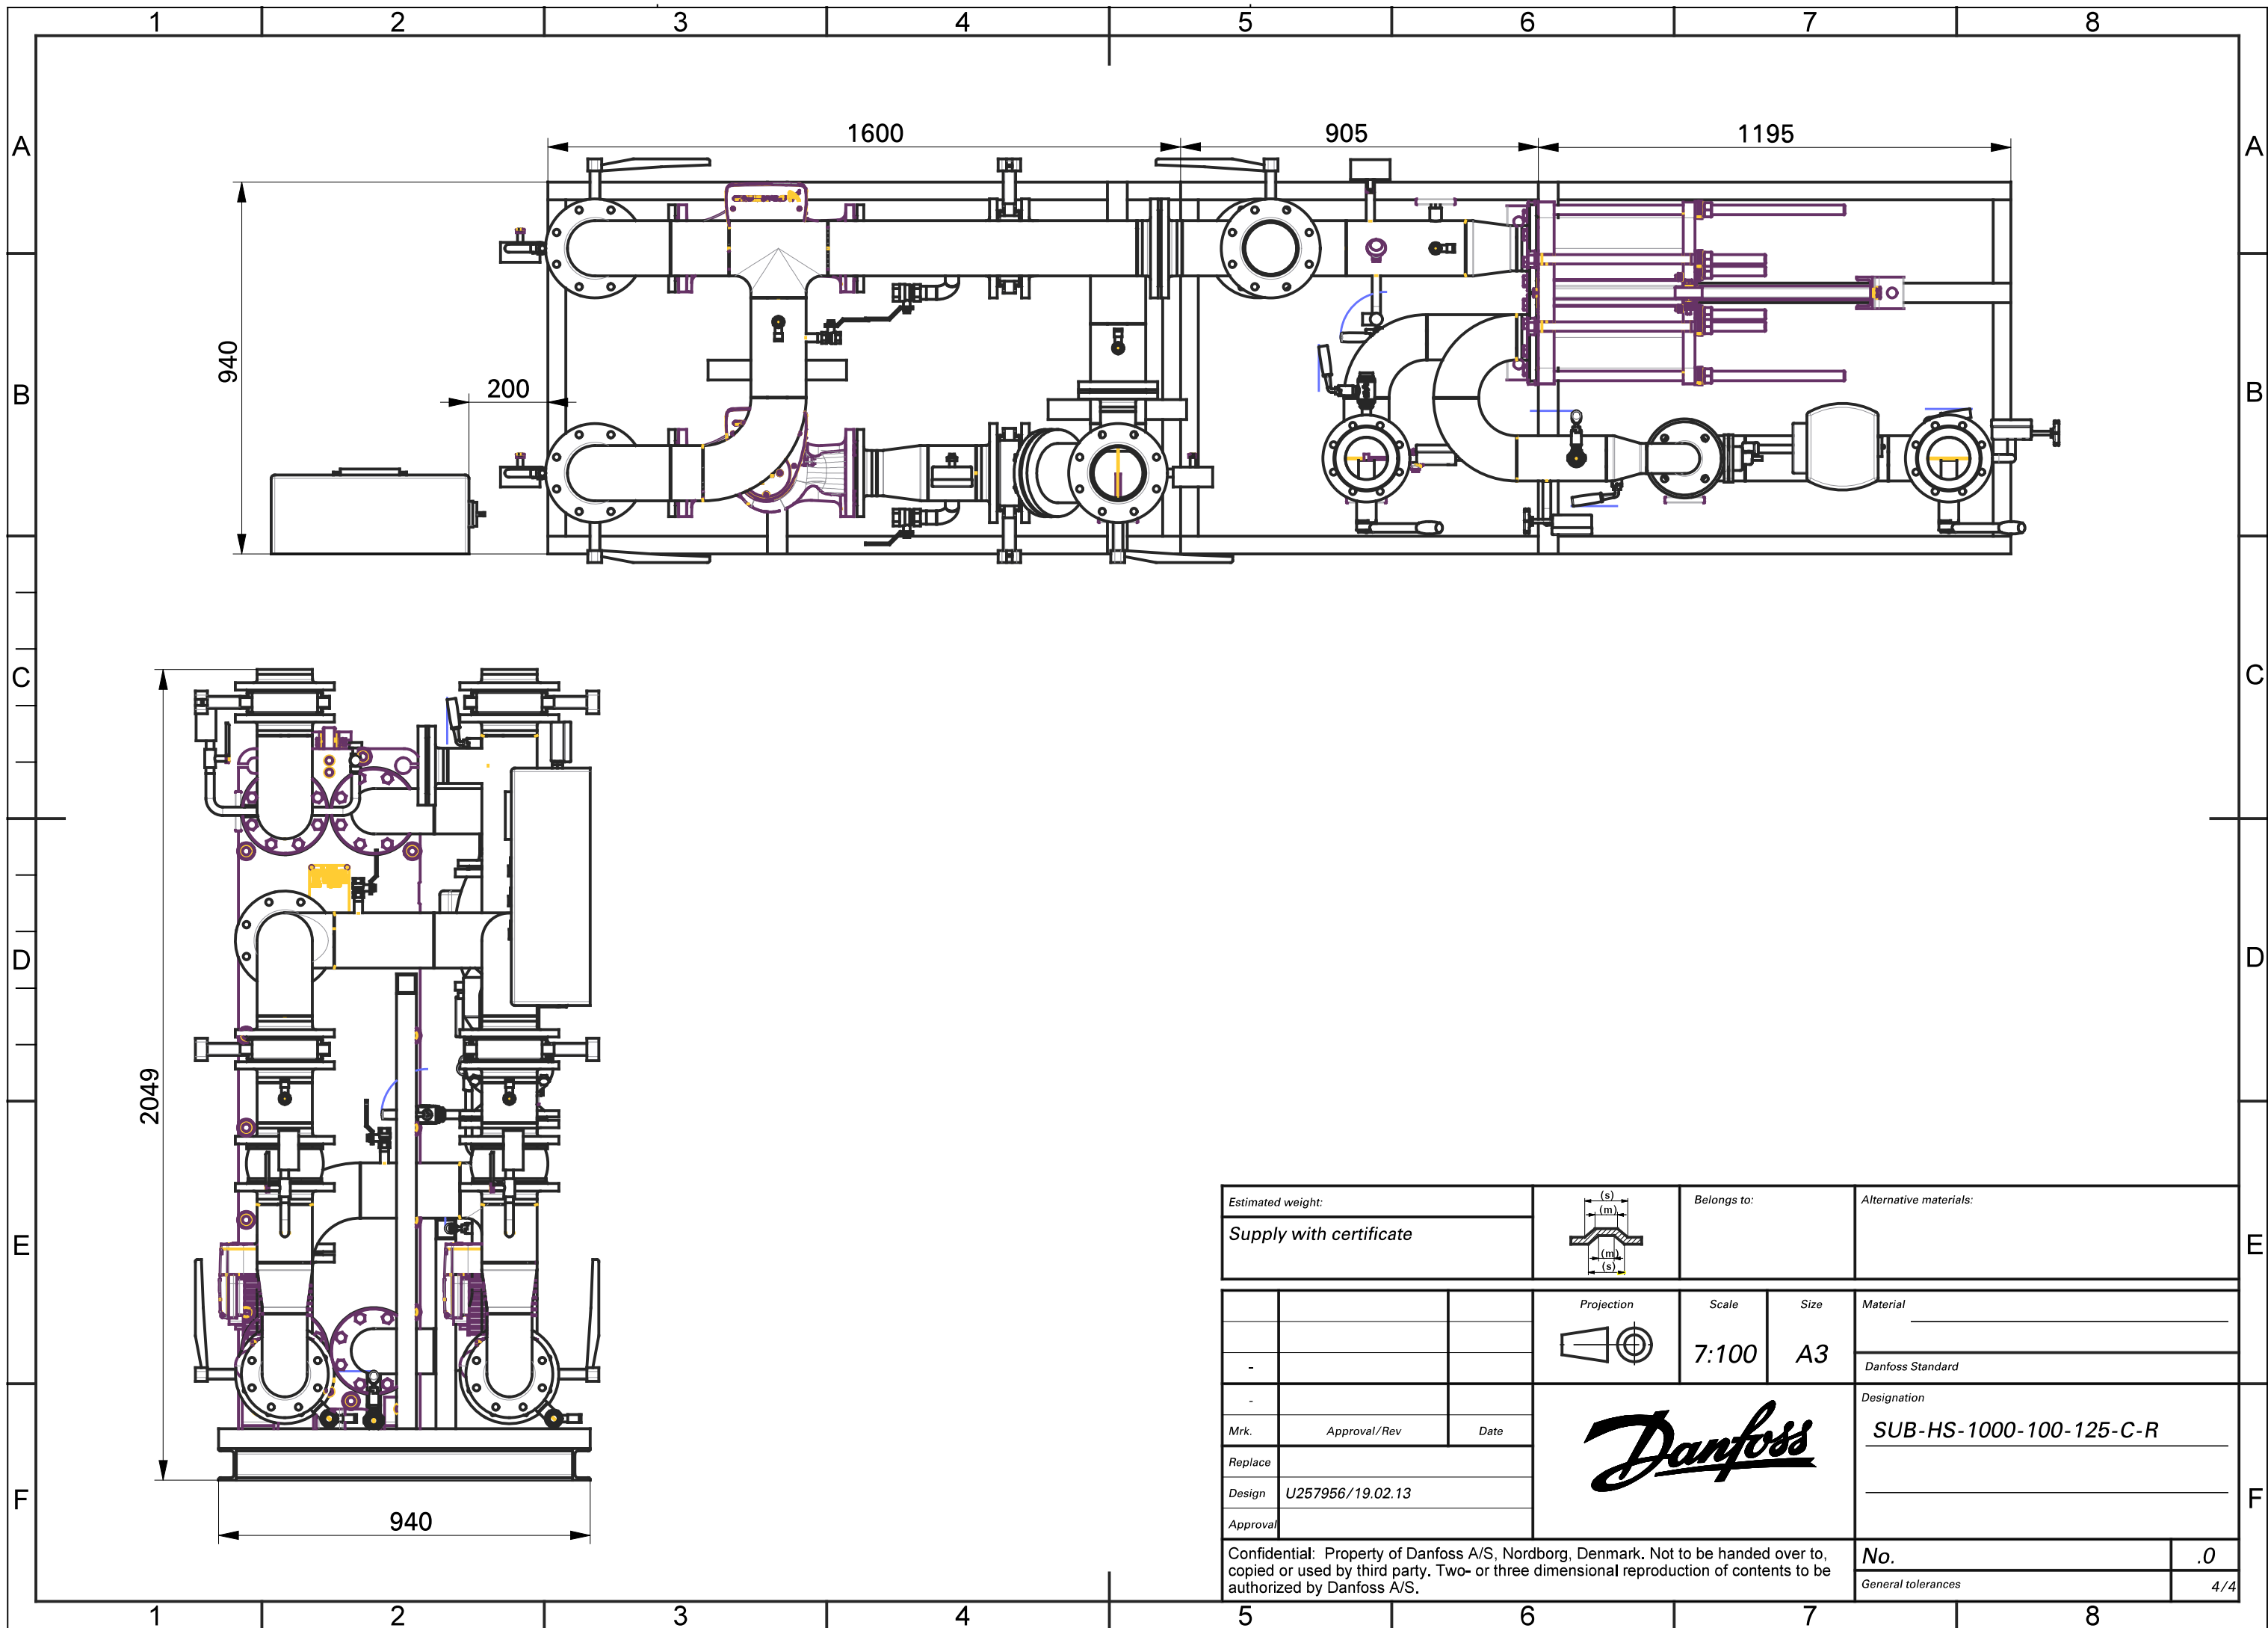 1 2 3 4 5 6 7 8
A
B
C
D
E
F
A
B
C
D
E
F
1600 905 1195
940
200
2049
940
Estimated weight:
Supply with certificate
(s)
(m)
(m)
(s)
Belongs to:
Alternative materials:
Projection
Scale
7:100
Size
A3
Material
Danfoss Standard
-
-
Mrk. Approval/Rev Date
Replace
Design U257956/19.02.13
Approval
Danfoss
Designation
SUB-HS-1000-100-125-C-R
Confidential: Property of Danfoss A/S, Nordborg, Denmark. Not to be handed over to,
copied or used by third party. Two- or three dimensional reproduction of contents to be
authorized by Danfoss A/S.
No. .0
General tolerances 4/4
1 2 3 4 5 6 7 8